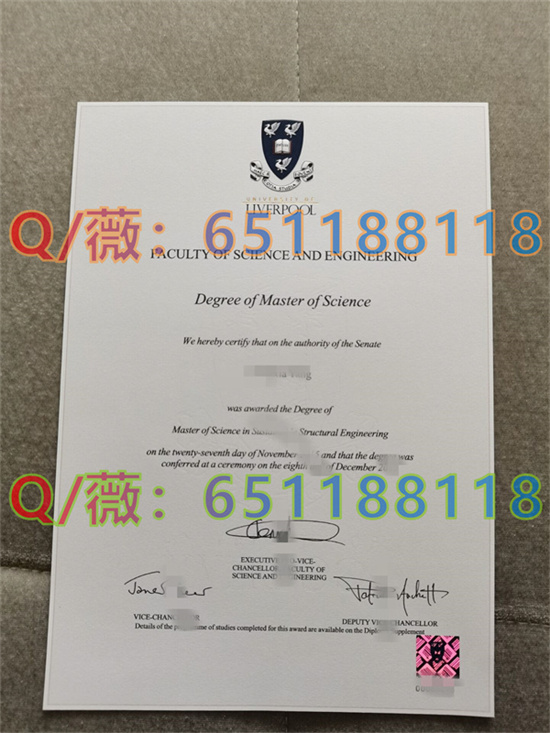 UNIVERSITY OF
LIVERPOOL
Q/薇：651188118
FACULTY OF SCIENCE AND ENGINEERING
Degree of Master of Science
We hereby certify that on the authority of the Senate
was awarded the Degree of
Master of Science in Structural Engineering
on the twenty-seventh day of November and that the degree was
conferred at a ceremony on the eighth of December
Q/薇：651188118
EXECUTIVE VICE-
CHANCELLOR FACULTY OF
SCIENCE AND ENGINEERING
VICE-CHANCELLOR
DEPUTY VICE CHANCELLOR
Details of the programme of studies completed for this award are available on the Diploma Supplement